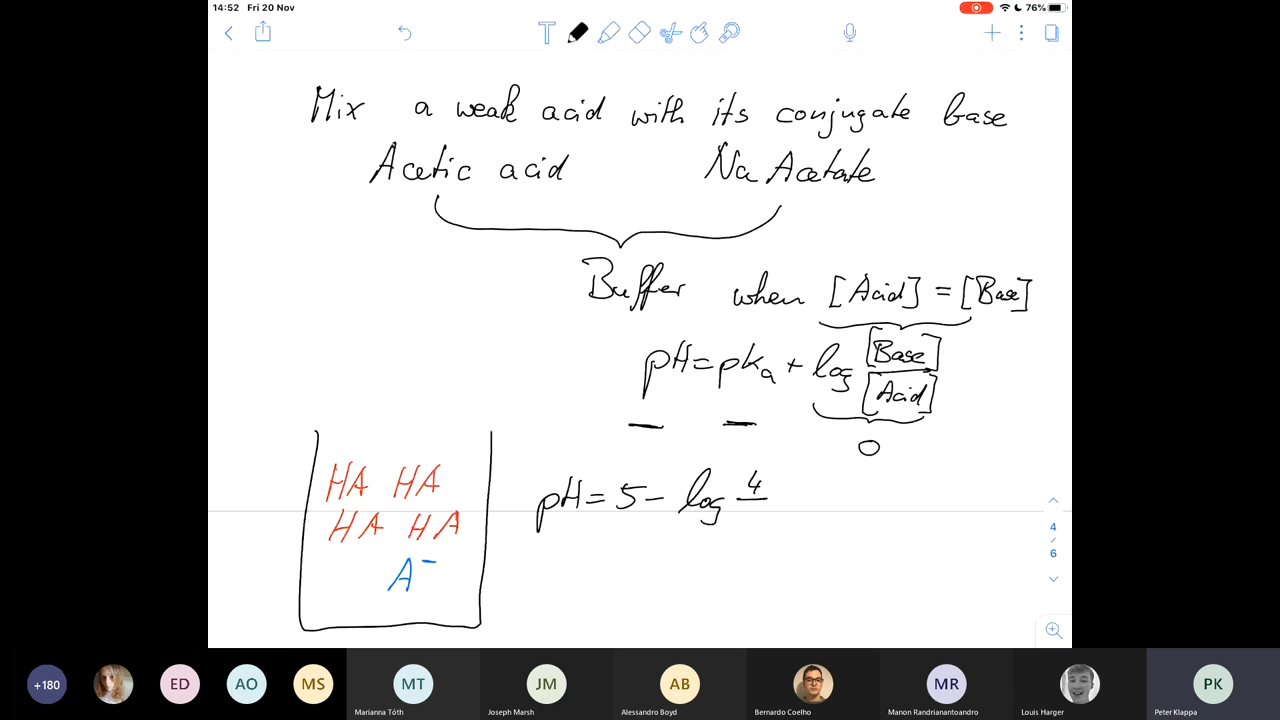 14:52 Fri 20 Nov
76%
T
Mix a weak acid with its conjugate base
Acetic acid Na Acetate
Buffer when [Acid] = [Base]
pH = pKa + log [Base]
[Acid]
0
HA HA
HA HA
A⁻
pH = 5 - log 4
4
/
6
+180
ED
AO
MS
MT
JM
AB
MR
PK
Marianna Tóth
Joseph Marsh
Alessandro Boyd
Bernardo Coelho
Manon Randrianantoandro
Louis Harger
Peter Klappa